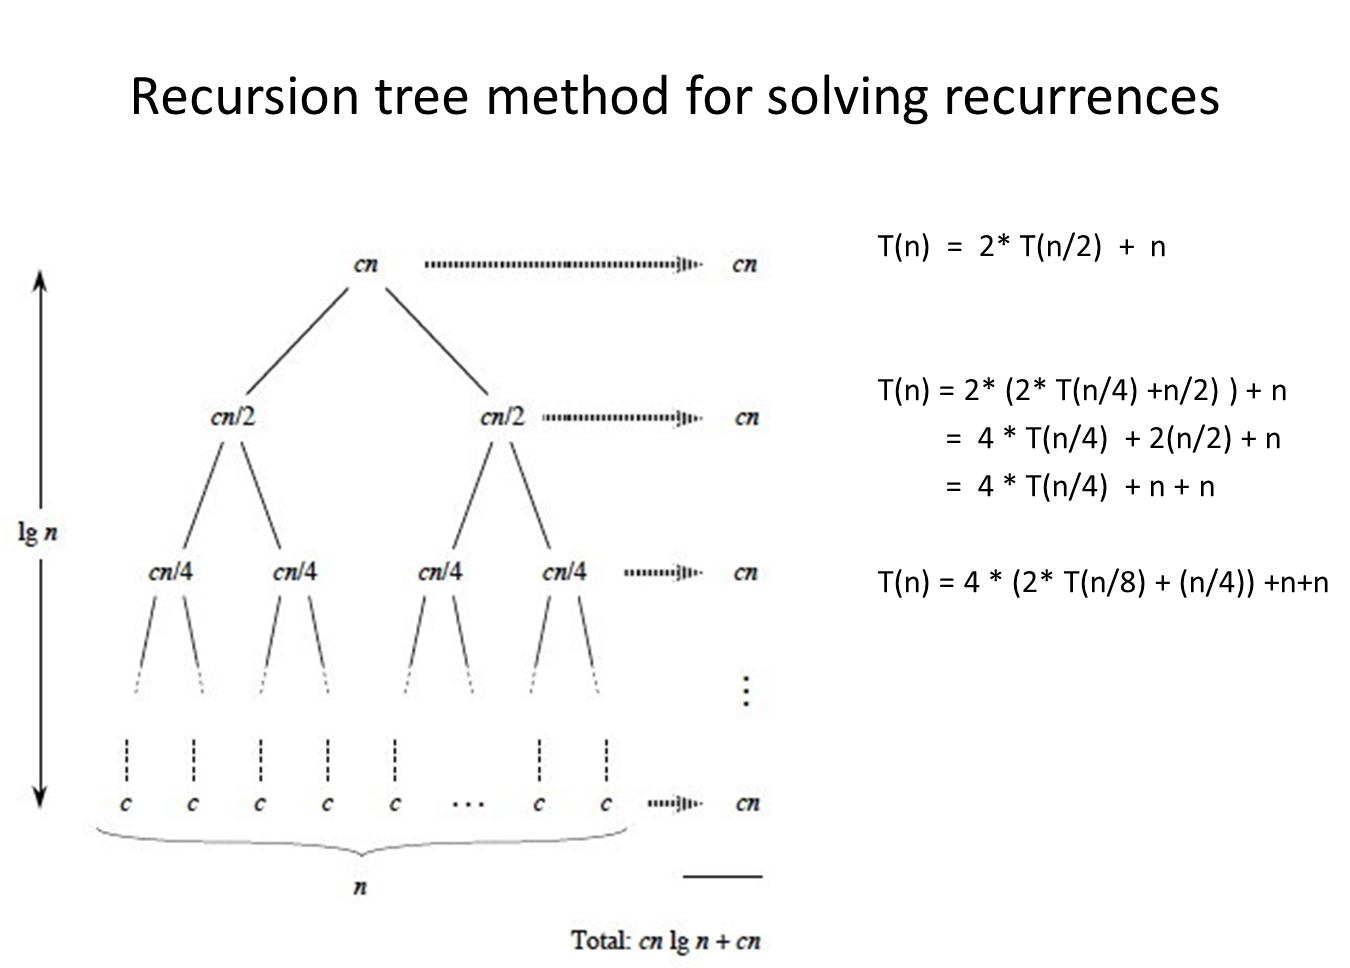 Recursion tree method for solving recurrences
T(n) = 2* T(n/2) + n
cn cn
T(n) = 2* (2* T(n/4) +n/2) ) + n
cn/2 cn/2 cn
= 4 * T(n/4) + 2(n/2) + n
= 4 * T(n/4) + n + n
lg n
cn/4 cn/4 cn/4 cn/4 cn
T(n) = 4 * (2* T(n/8) + (n/4)) +n+n
⋮
c c c c c ... c c cn
n
Total: cn lg n + cn